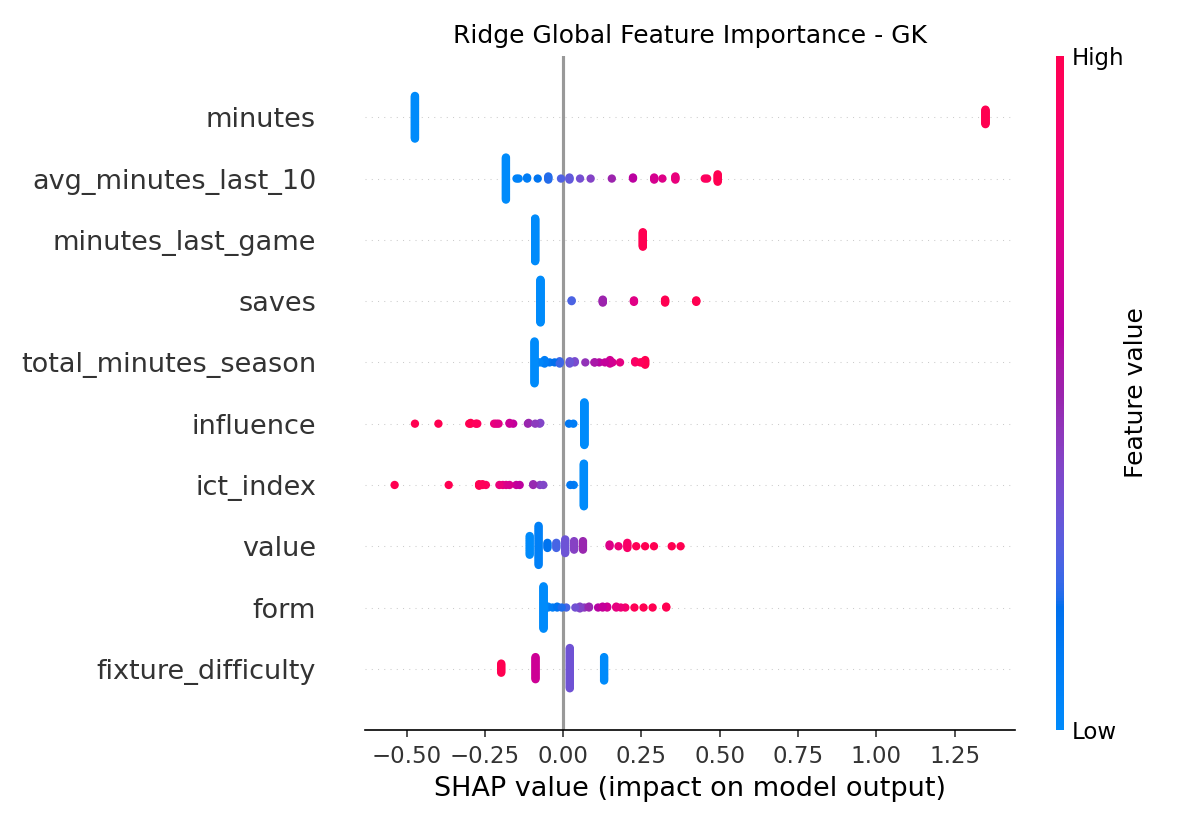 Ridge Global Feature Importance - GK
High
minutes
avg_minutes_last_10
minutes_last_game
saves
total_minutes_season
influence
ict_index
value
form
fixture_difficulty
Feature value
Low
−0.50 −0.25 0.00 0.25 0.50 0.75 1.00 1.25
SHAP value (impact on model output)